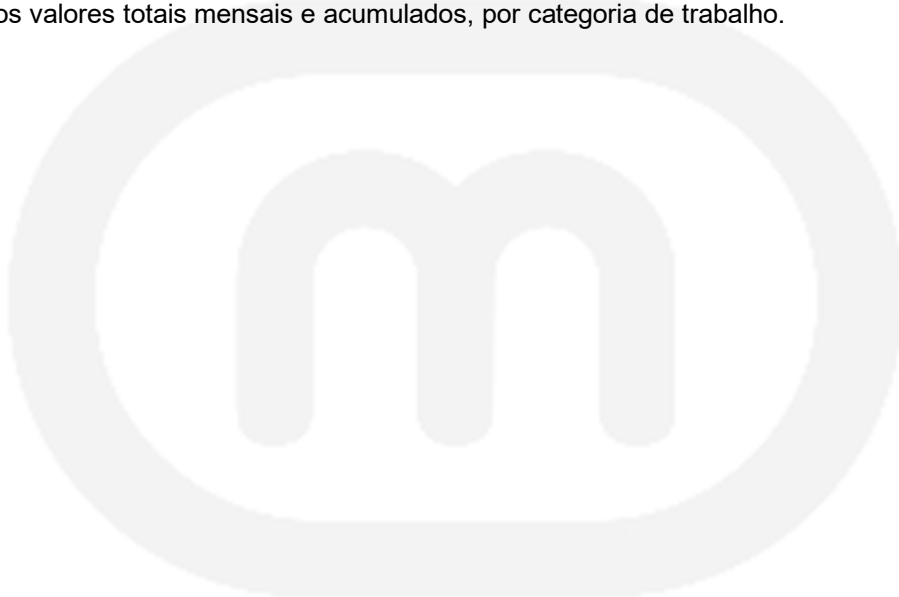 os valores totais mensais e acumulados, por categoria de trabalho.
m